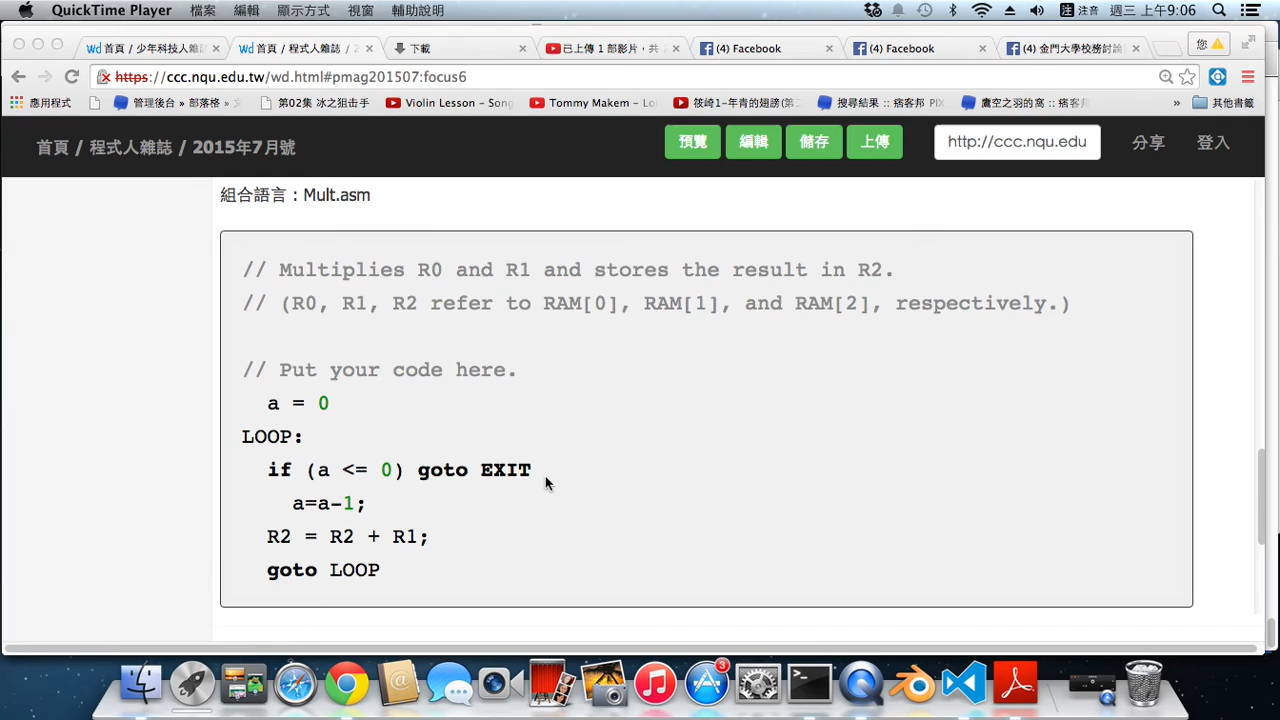 QuickTime Player 檔案 編輯 顯示方式 視窗 輔助說明 注音 週三 上午9:06
Wd 首頁 / 少年科技人雜誌 Wd 首頁 / 程式人雜誌 / 2 下載 已上傳 1 部影片，共 (4) Facebook (4) Facebook (4) 金門大學校務討論 您
https://ccc.nqu.edu.tw/wd.html#pmag201507:focus6
應用程式 管理後台 » 部落格 » 第02集 冰之狙击手 Violin Lesson - Song Tommy Makem - Lo 筱崎1-年青的翅膀(第 搜尋結果 :: 痞客邦 PIX 鷹空之羽的窩 :: 痞客 » 其他書籤
首頁 / 程式人雜誌 / 2015年7月號 預覽 編輯 儲存 上傳 http://ccc.nqu.edu 分享 登入
組合語言：Mult.asm
// Multiplies R0 and R1 and stores the result in R2.
// (R0, R1, R2 refer to RAM[0], RAM[1], and RAM[2], respectively.)
// Put your code here.
a = 0
LOOP:
if (a <= 0) goto EXIT
a=a-1;
R2 = R2 + R1;
goto LOOP
3